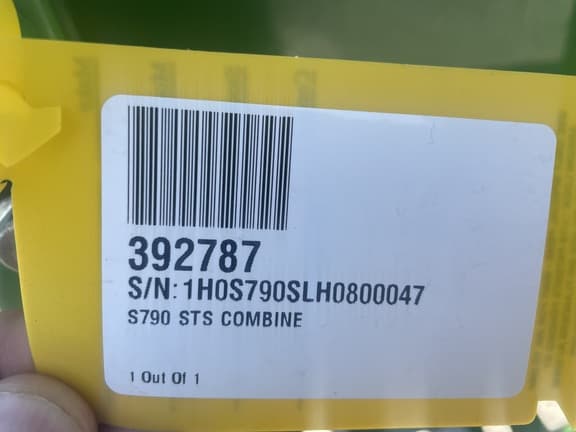 392787
S/N: 1H0S790SLH0800047
S790 STS COMBINE
1 Out Of 1